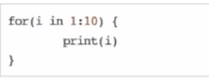 for(i in 1:10) {
print(i)
}